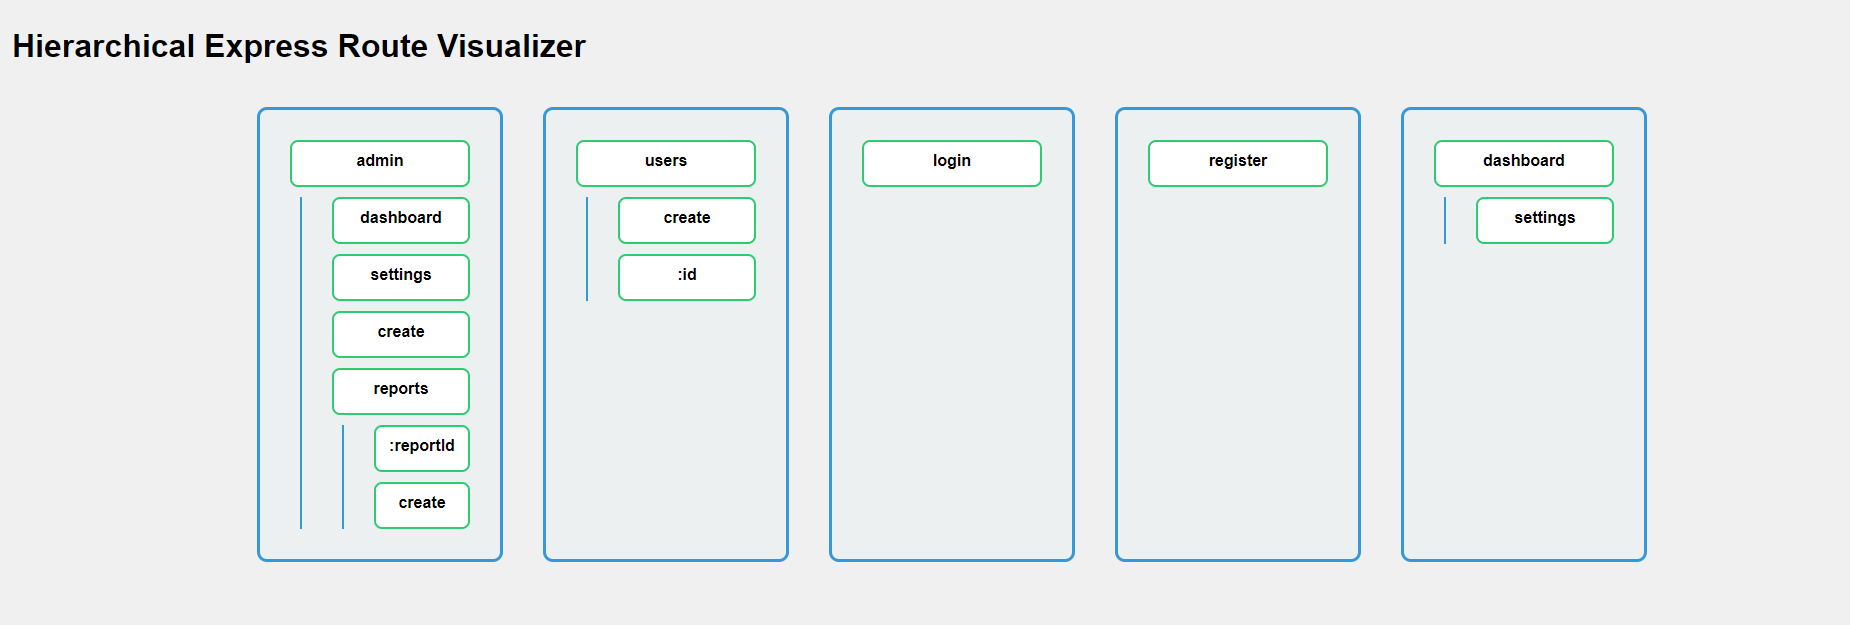 Hierarchical Express Route Visualizer
admin
dashboard
settings
create
reports
:reportId
create
users
create
:id
login
register
dashboard
settings